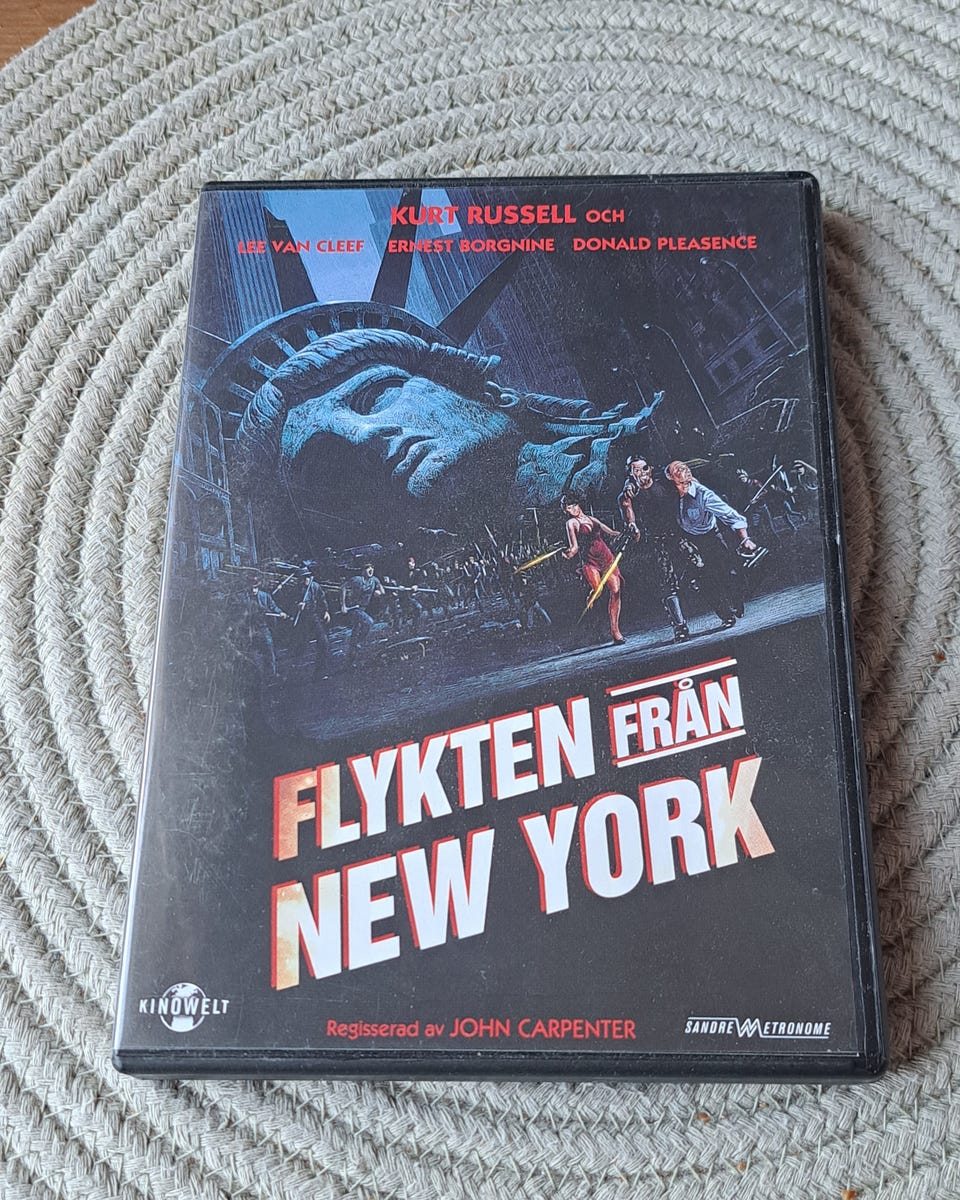 KURT RUSSELL OCH
LEE VAN CLEEF ERNEST BORGNINE DONALD PLEASENCE
FLYKTEN FRÅN
NEW YORK
KINOWELT
Regisserad av JOHN CARPENTER
SANDREW METRONOME